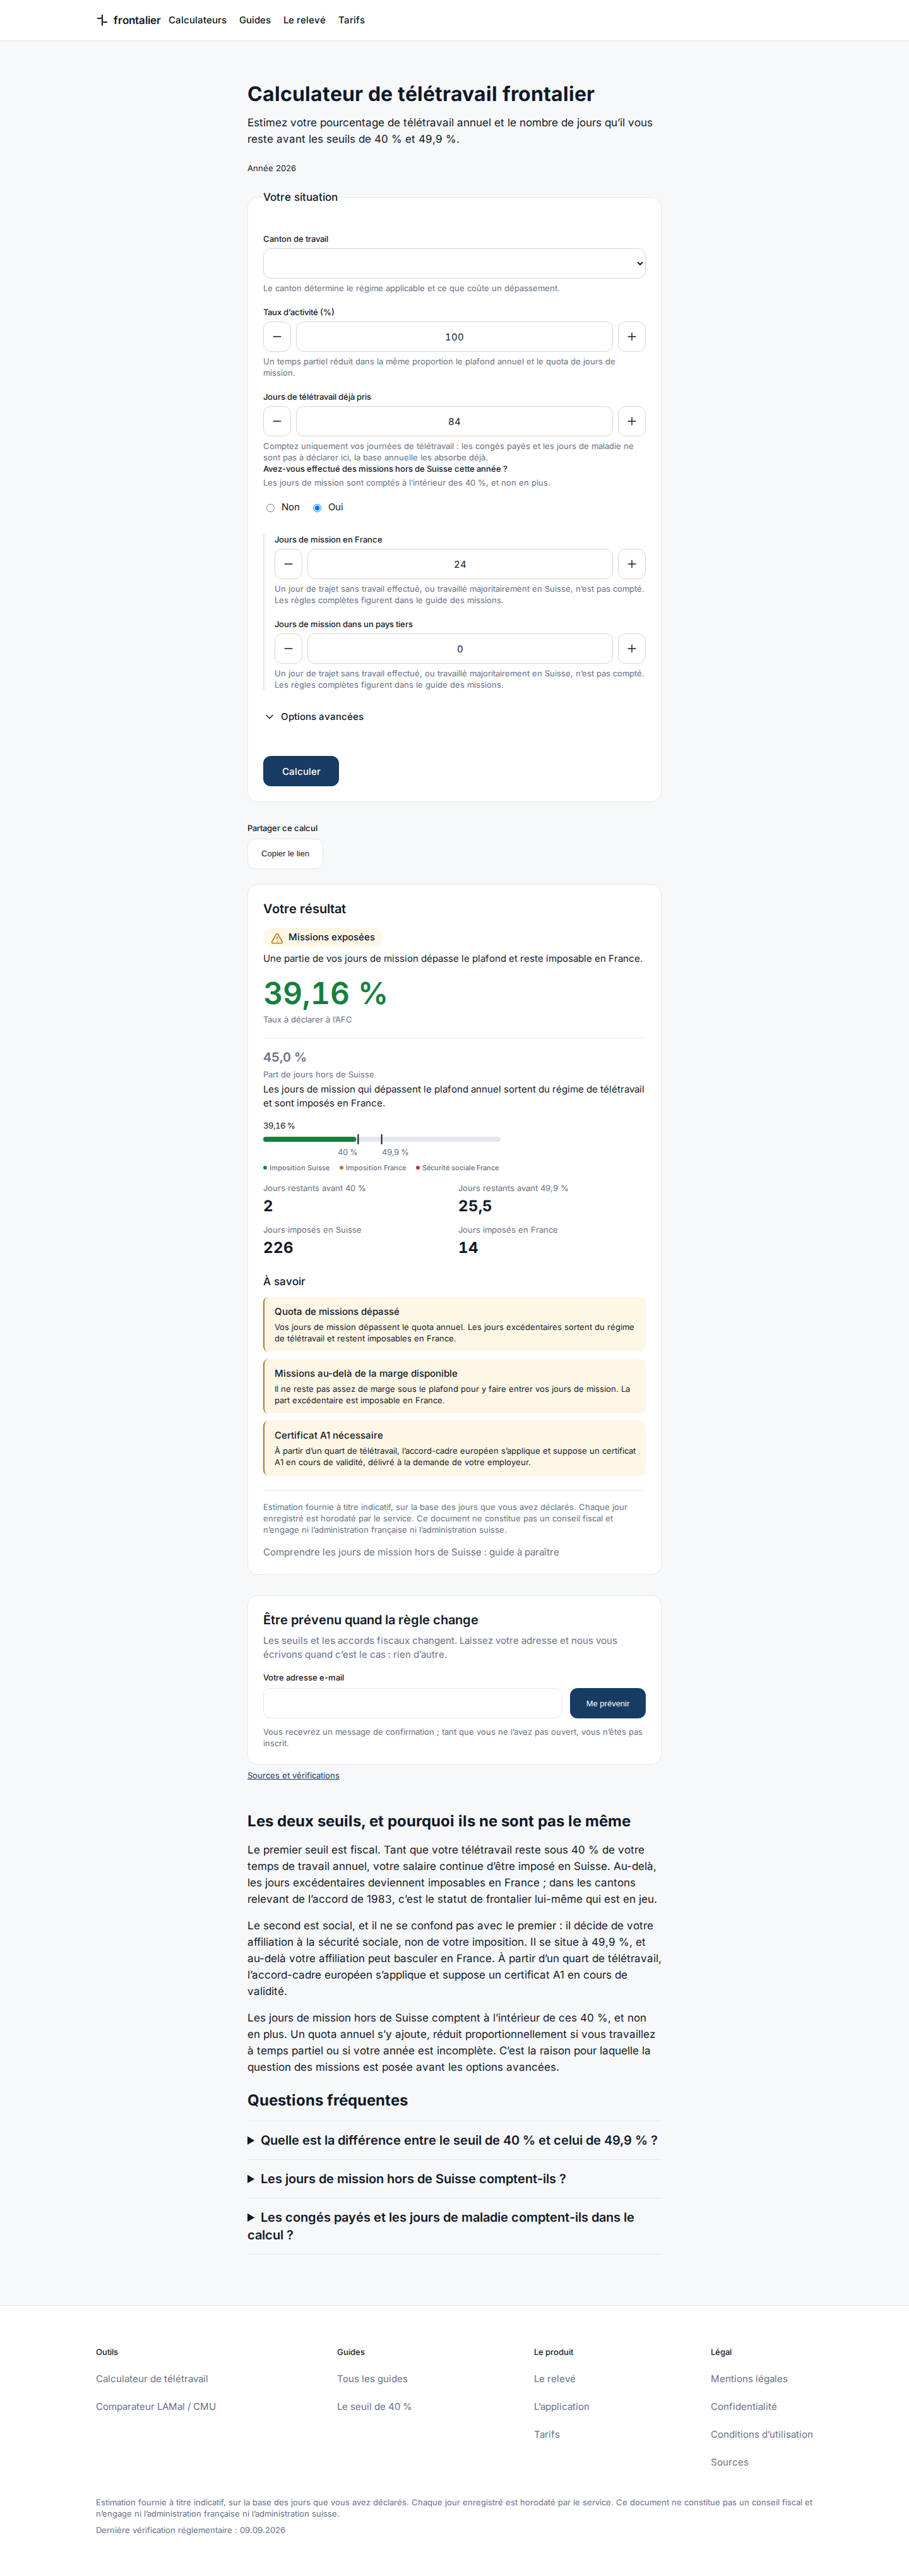 frontalier Calculateurs Guides Le relevé Tarifs
Calculateur de télétravail frontalier
Estimez votre pourcentage de télétravail annuel et le nombre de jours qu’il vous
reste avant les seuils de 40 % et 49,9 %.
Année 2026
Votre situation
Canton de travail
Le canton détermine le régime applicable et ce que coûte un dépassement.
Taux d’activité (%)
− 100 +
Un temps partiel réduit dans la même proportion le plafond annuel et le quota de jours de
mission.
Jours de télétravail déjà pris
− 84 +
Comptez uniquement vos journées de télétravail : les congés payés et les jours de maladie ne
sont pas à déclarer ici, la base annuelle les absorbe déjà.
Avez-vous effectué des missions hors de Suisse cette année ?
Les jours de mission sont comptés à l’intérieur des 40 %, et non en plus.
Non Oui
Jours de mission en France
− 24 +
Un jour de trajet sans travail effectué, ou travaillé majoritairement en Suisse, n’est pas compté.
Les règles complètes figurent dans le guide des missions.
Jours de mission dans un pays tiers
− 0 +
Un jour de trajet sans travail effectué, ou travaillé majoritairement en Suisse, n’est pas compté.
Les règles complètes figurent dans le guide des missions.
Options avancées
Calculer
Partager ce calcul
Copier le lien
Votre résultat
Missions exposées
Une partie de vos jours de mission dépasse le plafond et reste imposable en France.
39,16 %
Taux à déclarer à l’AFC
45,0 %
Part de jours hors de Suisse
Les jours de mission qui dépassent le plafond annuel sortent du régime de télétravail
et sont imposés en France.
39,16 %
40 % 49,9 %
Imposition Suisse Imposition France Sécurité sociale France
Jours restants avant 40 % Jours restants avant 49,9 %
2 25,5
Jours imposés en Suisse Jours imposés en France
226 14
À savoir
Quota de missions dépassé
Vos jours de mission dépassent le quota annuel. Les jours excédentaires sortent du régime
de télétravail et restent imposables en France.
Missions au-delà de la marge disponible
Il ne reste pas assez de marge sous le plafond pour y faire entrer vos jours de mission. La
part excédentaire est imposable en France.
Certificat A1 nécessaire
À partir d’un quart de télétravail, l’accord-cadre européen s’applique et suppose un certificat
A1 en cours de validité, délivré à la demande de votre employeur.
Estimation fournie à titre indicatif, sur la base des jours que vous avez déclarés. Chaque jour
enregistré est horodaté par le service. Ce document ne constitue pas un conseil fiscal et
n’engage ni l’administration française ni l’administration suisse.
Comprendre les jours de mission hors de Suisse : guide à paraître
Être prévenu quand la règle change
Les seuils et les accords fiscaux changent. Laissez votre adresse et nous vous
écrivons quand c’est le cas : rien d’autre.
Votre adresse e-mail
Me prévenir
Vous recevrez un message de confirmation ; tant que vous ne l’avez pas ouvert, vous n’êtes pas
inscrit.
Sources et vérifications
Les deux seuils, et pourquoi ils ne sont pas le même
Le premier seuil est fiscal. Tant que votre télétravail reste sous 40 % de votre
temps de travail annuel, votre salaire continue d’être imposé en Suisse. Au-delà,
les jours excédentaires deviennent imposables en France ; dans les cantons
relevant de l’accord de 1983, c’est le statut de frontalier lui-même qui est en jeu.
Le second est social, et il ne se confond pas avec le premier : il décide de votre
affiliation à la sécurité sociale, non de votre imposition. Il se situe à 49,9 %, et
au-delà votre affiliation peut basculer en France. À partir d’un quart de télétravail,
l’accord-cadre européen s’applique et suppose un certificat A1 en cours de
validité.
Les jours de mission hors de Suisse comptent à l’intérieur de ces 40 %, et non
en plus. Un quota annuel s’y ajoute, réduit proportionnellement si vous travaillez
à temps partiel ou si votre année est incomplète. C’est la raison pour laquelle la
question des missions est posée avant les options avancées.
Questions fréquentes
Quelle est la différence entre le seuil de 40 % et celui de 49,9 % ?
Les jours de mission hors de Suisse comptent-ils ?
Les congés payés et les jours de maladie comptent-ils dans le
calcul ?
Outils Guides Le produit Légal
Calculateur de télétravail Tous les guides Le relevé Mentions légales
Comparateur LAMal / CMU Le seuil de 40 % L’application Confidentialité
Tarifs Conditions d’utilisation
Sources
Estimation fournie à titre indicatif, sur la base des jours que vous avez déclarés. Chaque jour enregistré est horodaté par le service. Ce document ne constitue pas un conseil fiscal et
n’engage ni l’administration française ni l’administration suisse.
Dernière vérification réglementaire : 09.09.2026